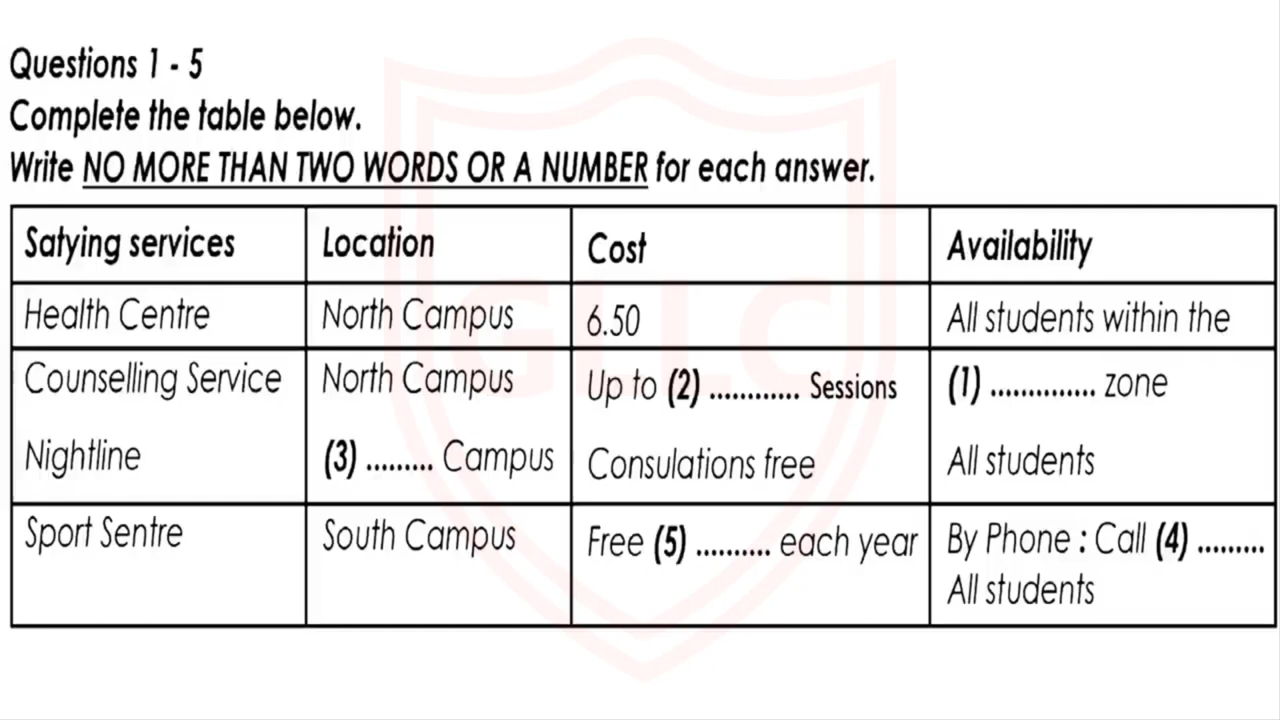 Questions 1 - 5
Complete the table below.
Write NO MORE THAN TWO WORDS OR A NUMBER for each answer.
Satying services Location Cost Availability
Health Centre North Campus 6.50 All students within the
Counselling Service North Campus Up to (2) ............ Sessions (1) .............. zone
Nightline (3) ......... Campus Consulations free All students
Sport Sentre South Campus Free (5) .......... each year By Phone : Call (4) .........
All students
GLLC